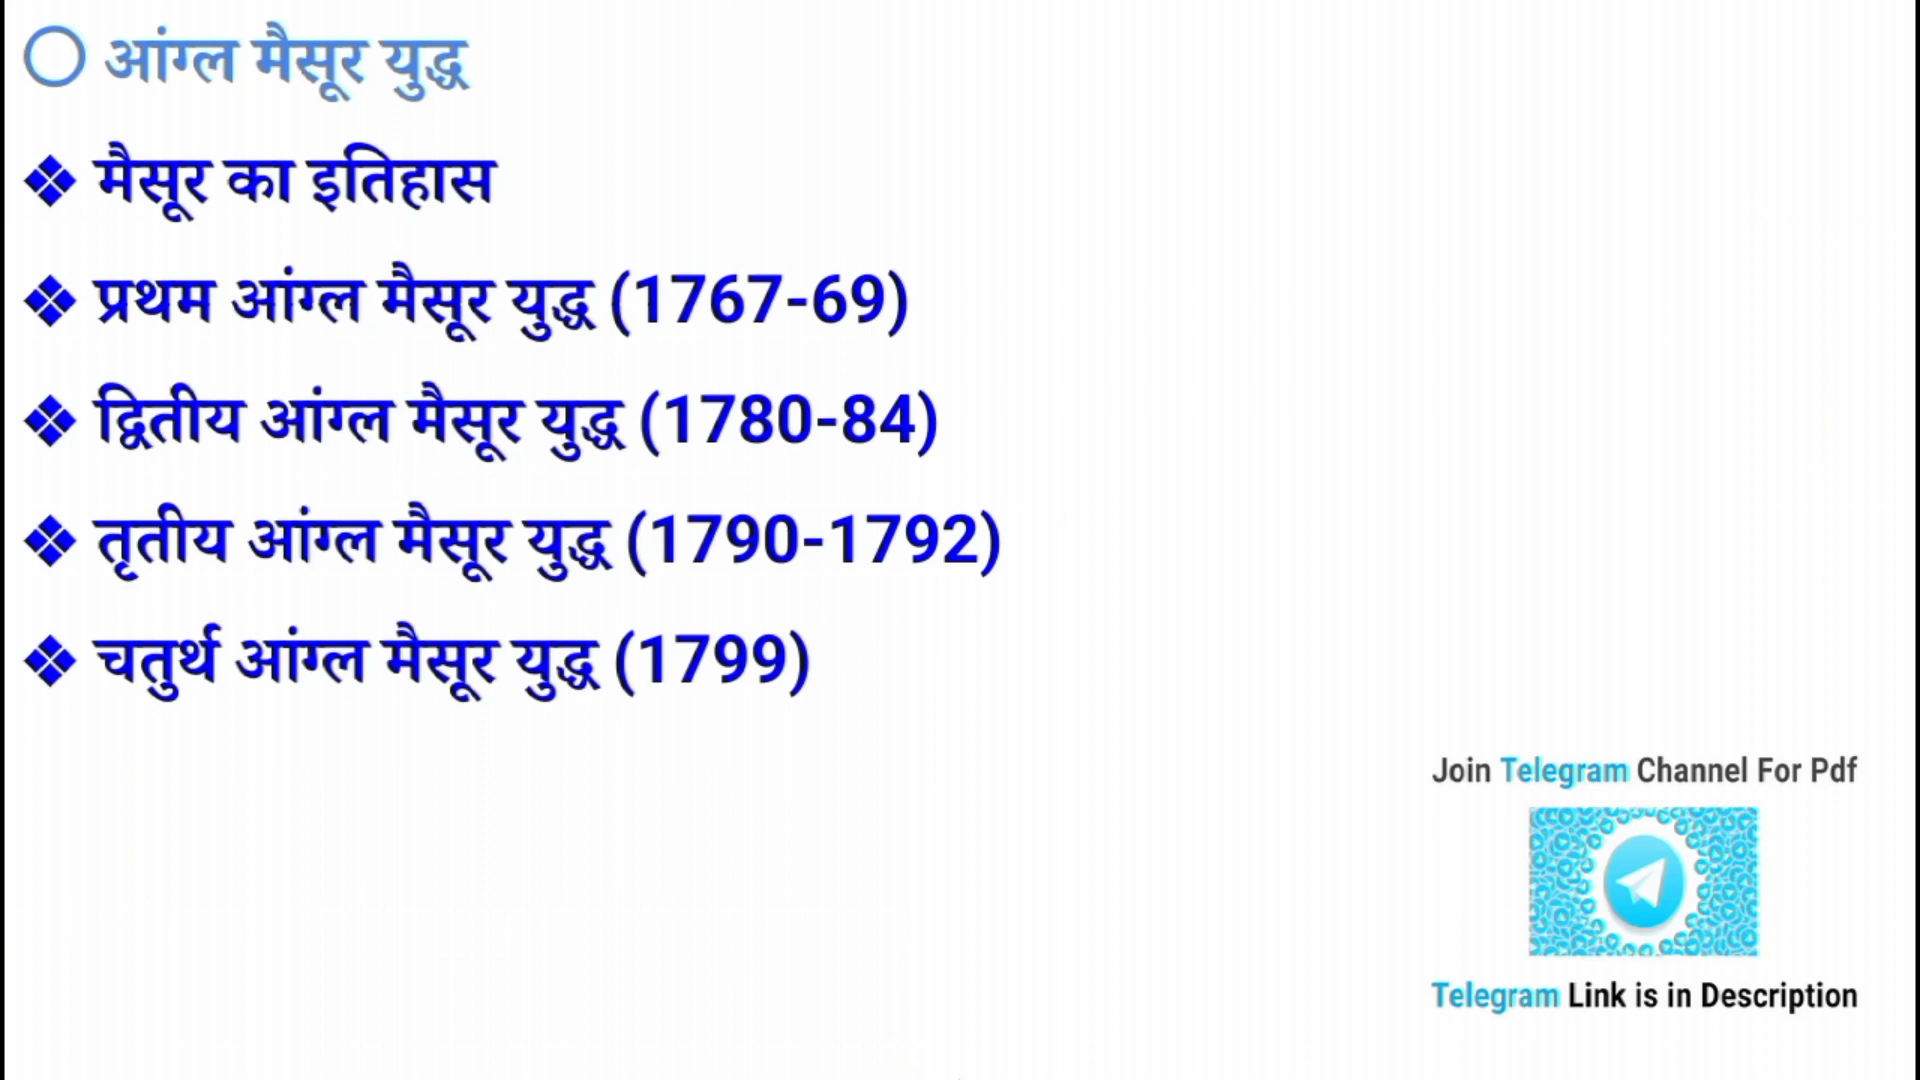 आंग्ल मैसूर युद्ध
❖ मैसूर का इतिहास
❖ प्रथम आंग्ल मैसूर युद्ध (1767-69)
❖ द्वितीय आंग्ल मैसूर युद्ध (1780-84)
❖ तृतीय आंग्ल मैसूर युद्ध (1790-1792)
❖ चतुर्थ आंग्ल मैसूर युद्ध (1799)
Join Telegram Channel For Pdf
Telegram Link is in Description